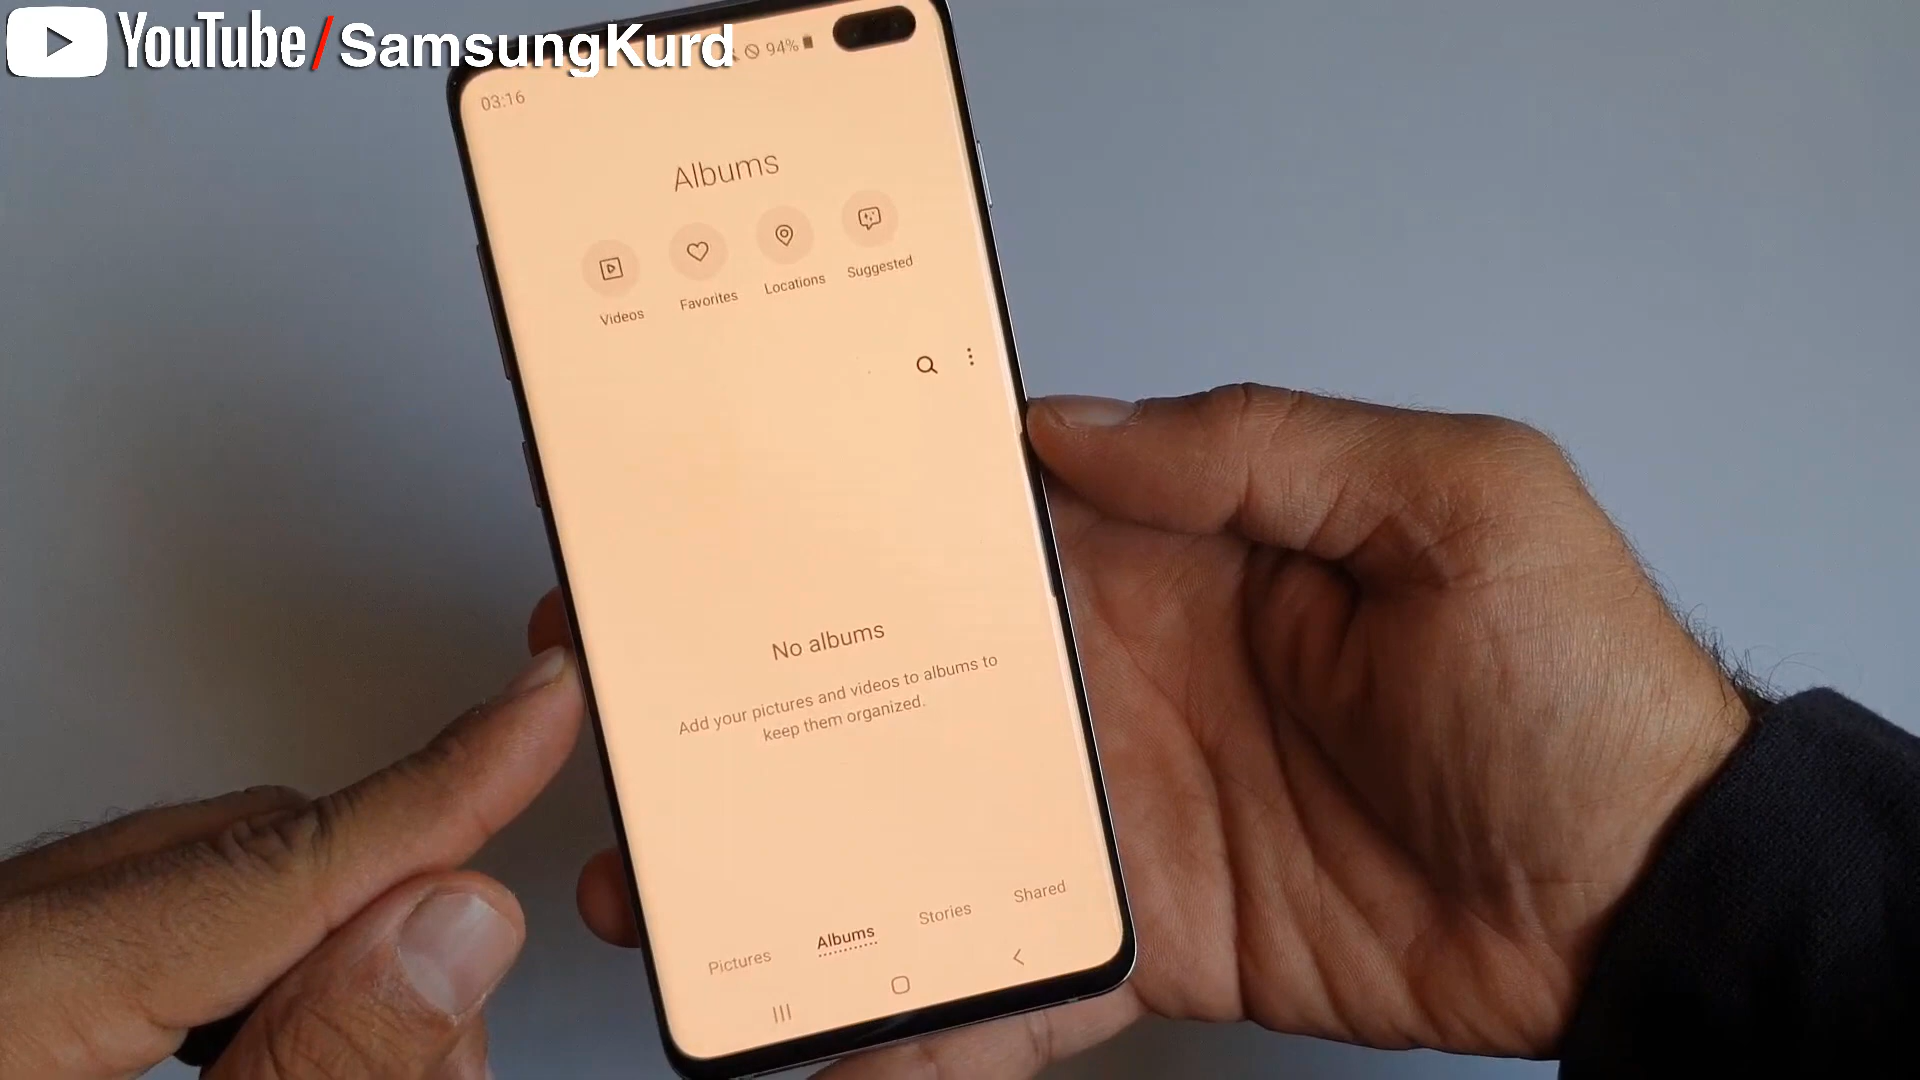 YouTube/SamsungKurd
94%
03:16
Albums
Videos
Favorites
Locations
Suggested
No albums
Add your pictures and videos to albums to
keep them organized.
Pictures
Albums
Stories
Shared